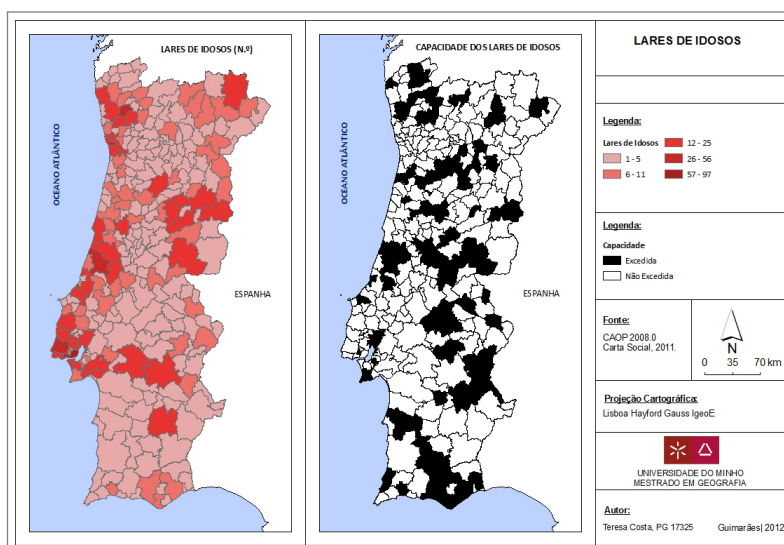 LARES DE IDOSOS (N.º)
OCEANO ATLÂNTICO
ESPANHA
CAPACIDADE DOS LARES DE IDOSOS
OCEANO ATLÂNTICO
ESPANHA
LARES DE IDOSOS
Legenda:
Lares de Idosos
1 - 5
6 - 11
12 - 25
26 - 56
57 - 97
Legenda:
Capacidade
Excedida
Não Excedida
Fonte:
CAOP 2008.0
Carta Social, 2011.
N
0 35 70 km
Projeção Cartográfica:
Lisboa Hayford Gauss IgeoE
UNIVERSIDADE DO MINHO
MESTRADO EM GEOGRAFIA
Autor:
Teresa Costa, PG 17325 Guimarães| 2012